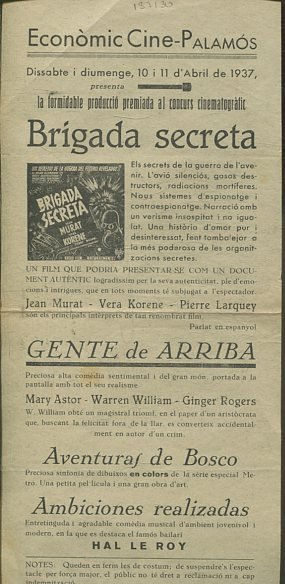 Econòmic Cine-PALAMÓS
Dissabte i diumenge, 10 i 11 d'Abril de 1937,
presenta
la formidable producció premiada al concurs cinematogràfic
Brigada secreta
BRIGADA
SECRETA
MURAT
KORENE
Els secrets de la guerra de l'ave-
nir. L'avió silenciós, gasos des-
tructors, radiacions mortíferes.
Nous sistemes d'espionatge i
contraespionatge. Narració amb
un verisme insospitat i no igua-
lat. Una història d'amor pur i
desinteressat, fent tambalejar a
la més poderosa de les organit-
zacions secretes.
UN FILM QUE PODRIA PRESENTAR-SE COM UN DOCU-
MENT AUTÈNTIC logradíssim per la seva autenticitat, ple d'emo-
cions i intrigues, que en tots moments té subjugat a l'espectador.
Jean Murat - Vera Korene - Pierre Larquey
són els principals intèrprets de tan renombrat film
Parlat en espanyol
GENTE de ARRIBA
Preciosa alta comèdia sentimental i del gran món, portada a la
pantalla amb tot el seu realisme.
Mary Astor - Warren William - Ginger Rogers
W. William obté un magistral triomf, en el paper d'un aristòcrata
que, buscant la felicitat fora de la llar, es converteix accidental-
ment en autor d'un crim.
Aventuras de Bosco
Preciosa sinfonia de dibuixos en colors de la sèrie especial Me-
tro. Una petita pel·lícula i una gran obra d'art.
Ambiciones realizadas
Entretinguda i agradable comèdia musical d'ambient jovenívol i
modern, en la que es destaca el famós ballarí
HAL LE ROY
NOTES: Queden en ferm les de costum: de suspendre's l'espec-
tacle per força major, el públic no té dret a reclamació ni a cap
indemnització